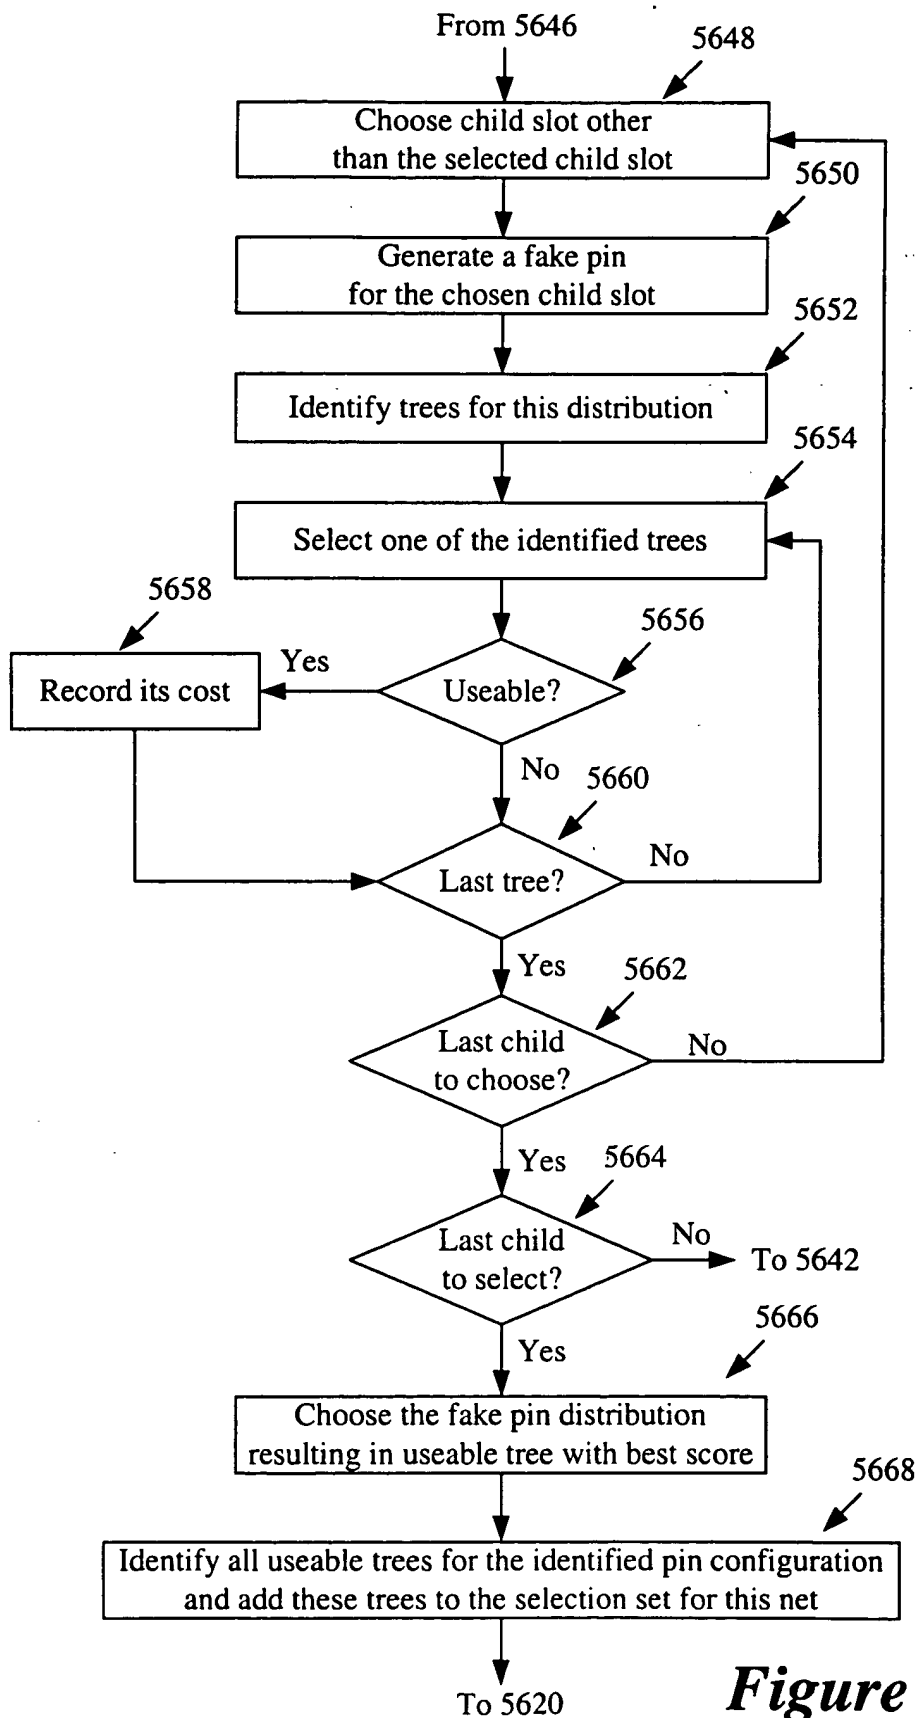 From 5646
5648
Choose child slot other
than the selected child slot
5650
Generate a fake pin
for the chosen child slot
5652
Identify trees for this distribution
5654
Select one of the identified trees
5658
5656
Record its cost
Yes
Useable?
No
5660
Last tree?
No
Yes
5662
Last child
to choose?
No
Yes
5664
Last child
to select?
No
To 5642
5666
Yes
Choose the fake pin distribution
resulting in useable tree with best score
5668
Identify all useable trees for the identified pin configuration
and add these trees to the selection set for this net
To 5620
Figure